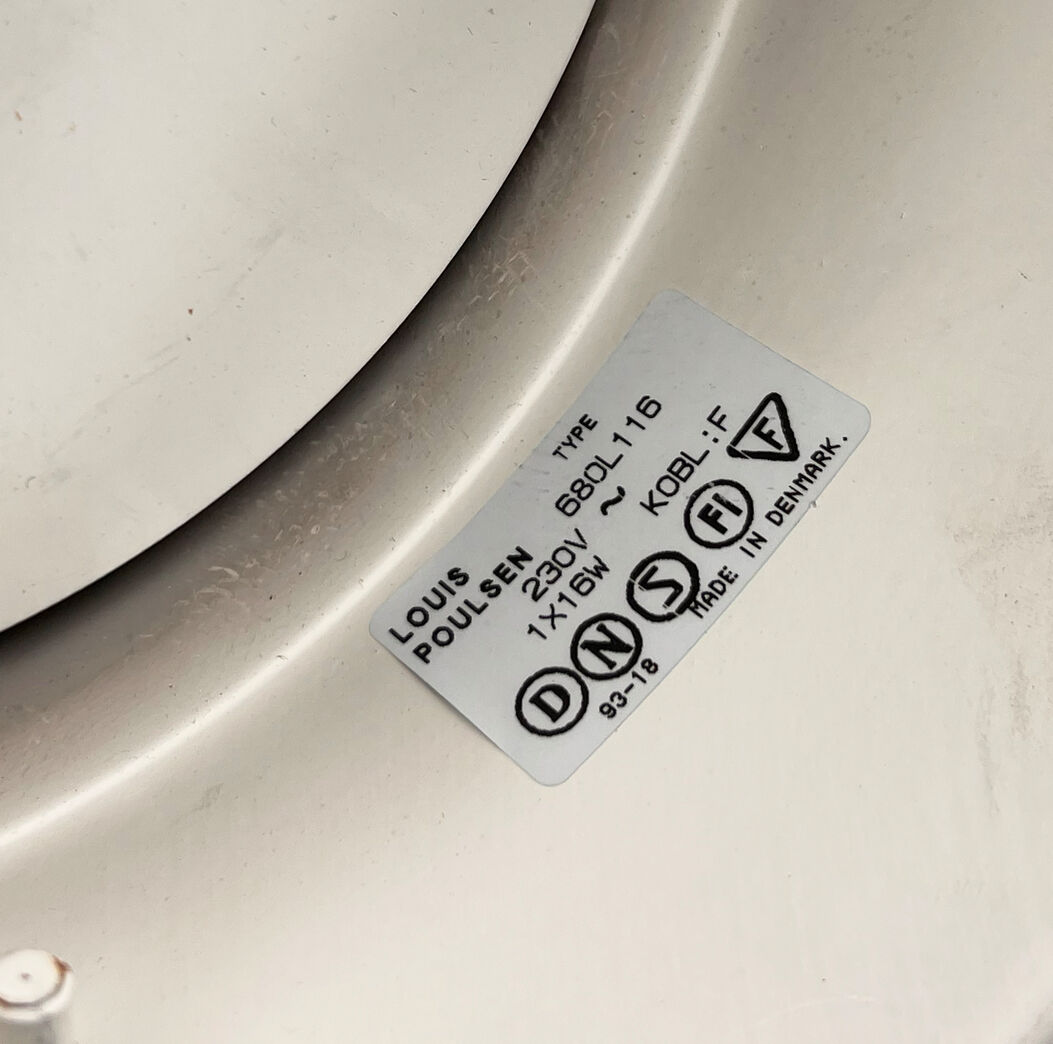 LOUIS
POULSEN
TYPE
680L116
230V ~
1X16W
KOBL:F
F
D N S FI
93-18
MADE IN DENMARK.